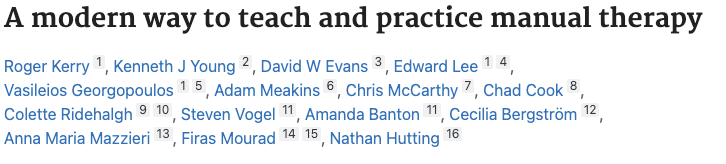 A modern way to teach and practice manual therapy
Roger Kerry 1, Kenneth J Young 2, David W Evans 3, Edward Lee 1 4,
Vasileios Georgopoulos 1 5, Adam Meakins 6, Chris McCarthy 7, Chad Cook 8,
Colette Ridehalgh 9 10, Steven Vogel 11, Amanda Banton 11, Cecilia Bergström 12,
Anna Maria Mazzieri 13, Firas Mourad 14 15, Nathan Hutting 16